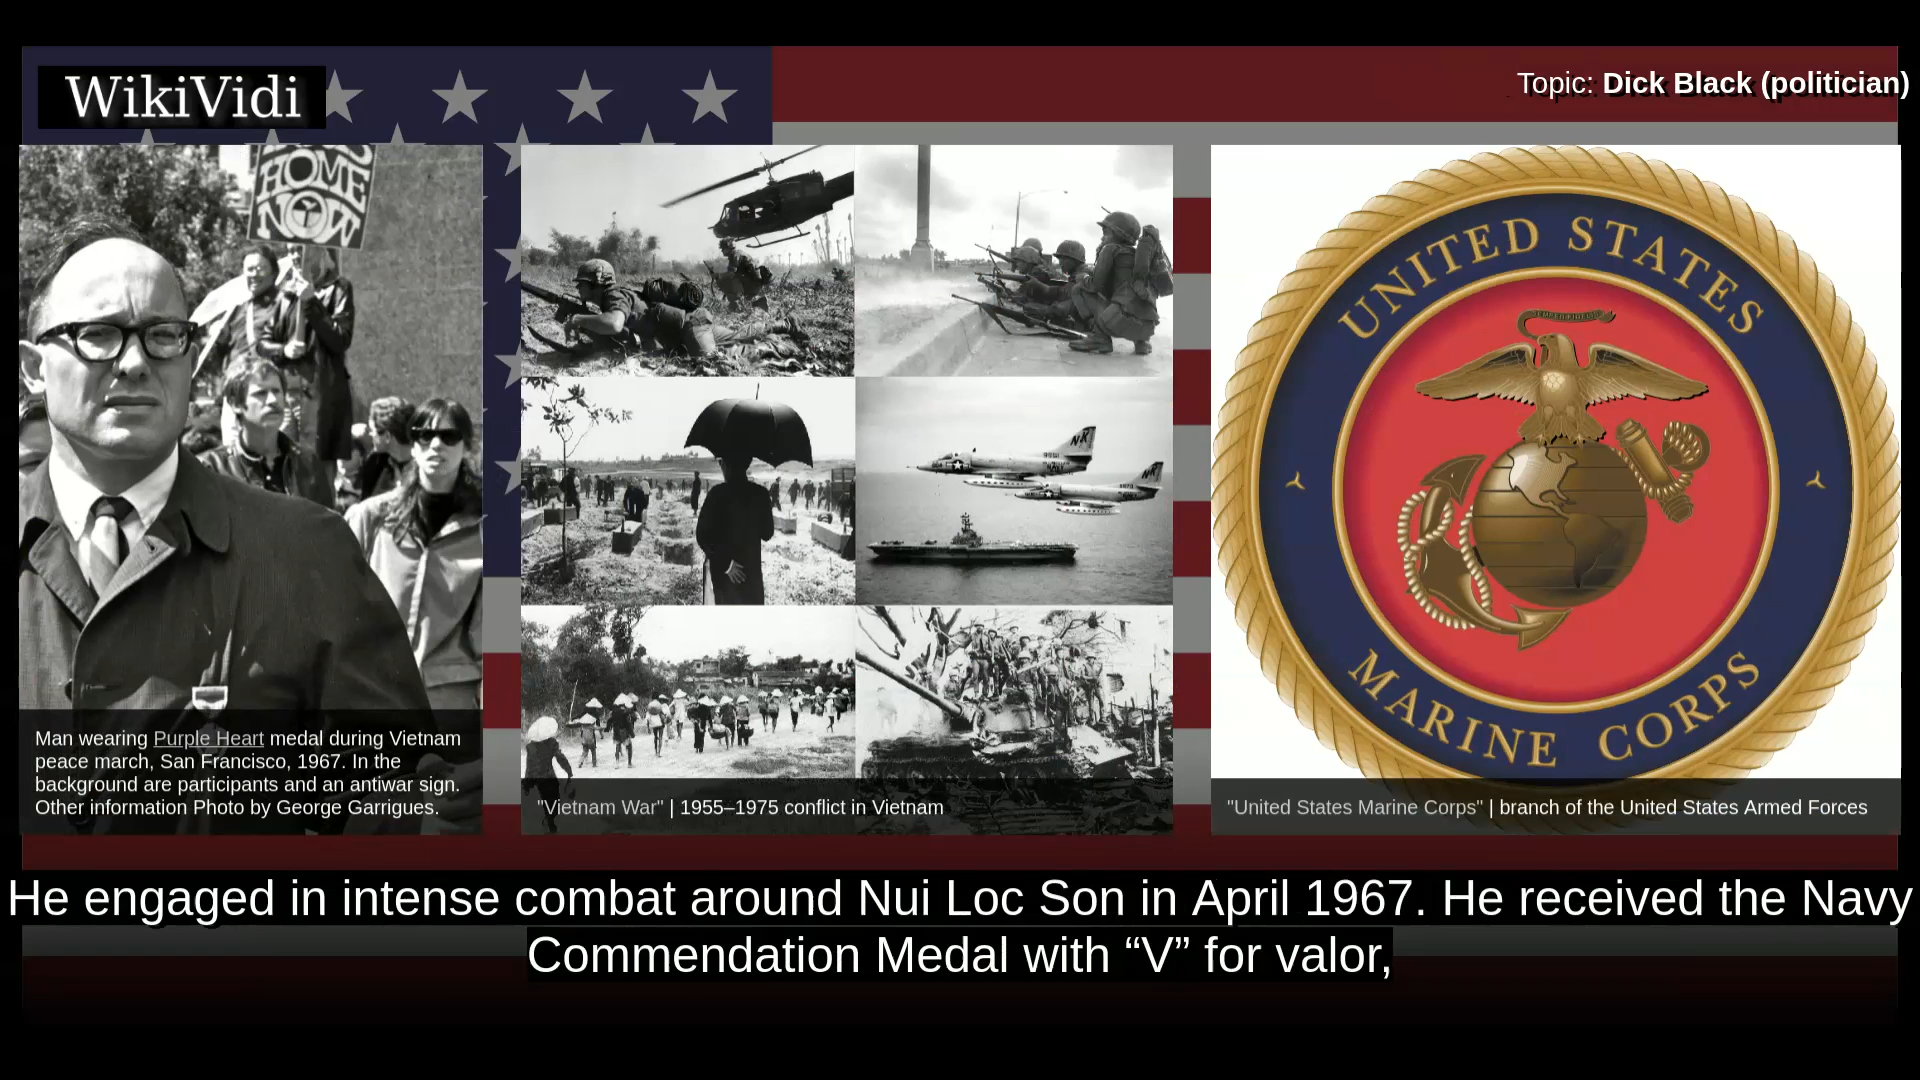 WikiVidi
Topic: Dick Black (politician)
HOME
NOW
UNITED STATES
MARINE CORPS
Man wearing Purple Heart medal during Vietnam
peace march, San Francisco, 1967. In the
background are participants and an antiwar sign.
Other information Photo by George Garrigues.
"Vietnam War" | 1955–1975 conflict in Vietnam
"United States Marine Corps" | branch of the United States Armed Forces
He engaged in intense combat around Nui Loc Son in April 1967. He received the Navy
Commendation Medal with “V” for valor,